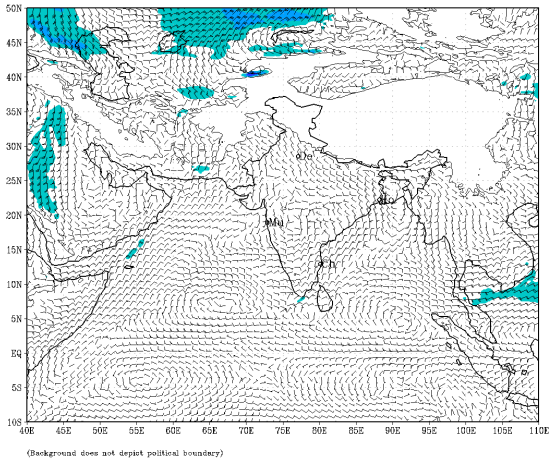 50N
45N
40N
35N
30N
25N
20N
15N
10N
5N
EQ
5S
10S
De
Mu
Ch
40E 45E 50E 55E 60E 65E 70E 75E 80E 85E 90E 95E 100E 105E 110E
(Background does not depict political boundary)